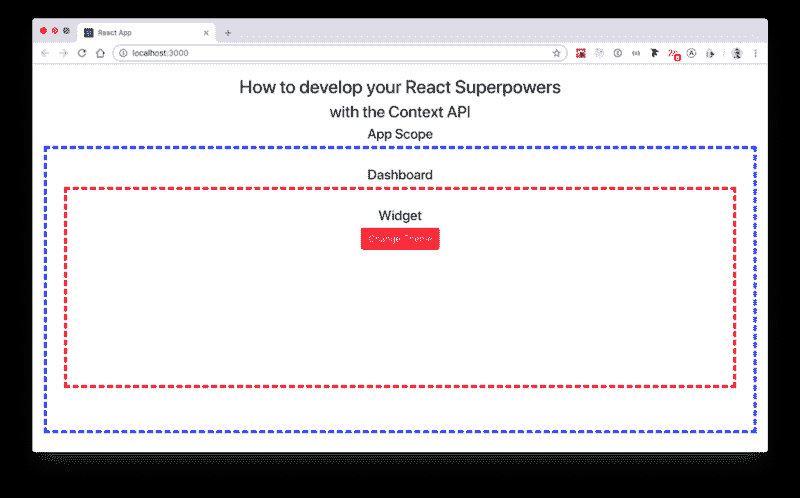 React App
localhost:3000
How to develop your React Superpowers
with the Context API
App Scope
Dashboard
Widget
Change Theme